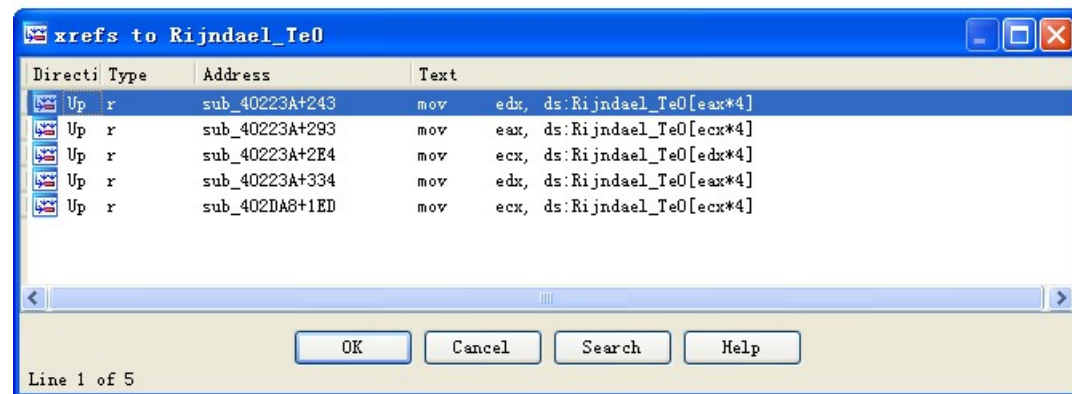 xrefs to Rijndael_Te0
Directi Type Address Text
Up r sub_40223A+243 mov edx, ds:Rijndael_Te0[eax*4]
Up r sub_40223A+293 mov eax, ds:Rijndael_Te0[ecx*4]
Up r sub_40223A+2E4 mov ecx, ds:Rijndael_Te0[edx*4]
Up r sub_40223A+334 mov edx, ds:Rijndael_Te0[eax*4]
Up r sub_402DA8+1ED mov ecx, ds:Rijndael_Te0[ecx*4]
OK Cancel Search Help
Line 1 of 5